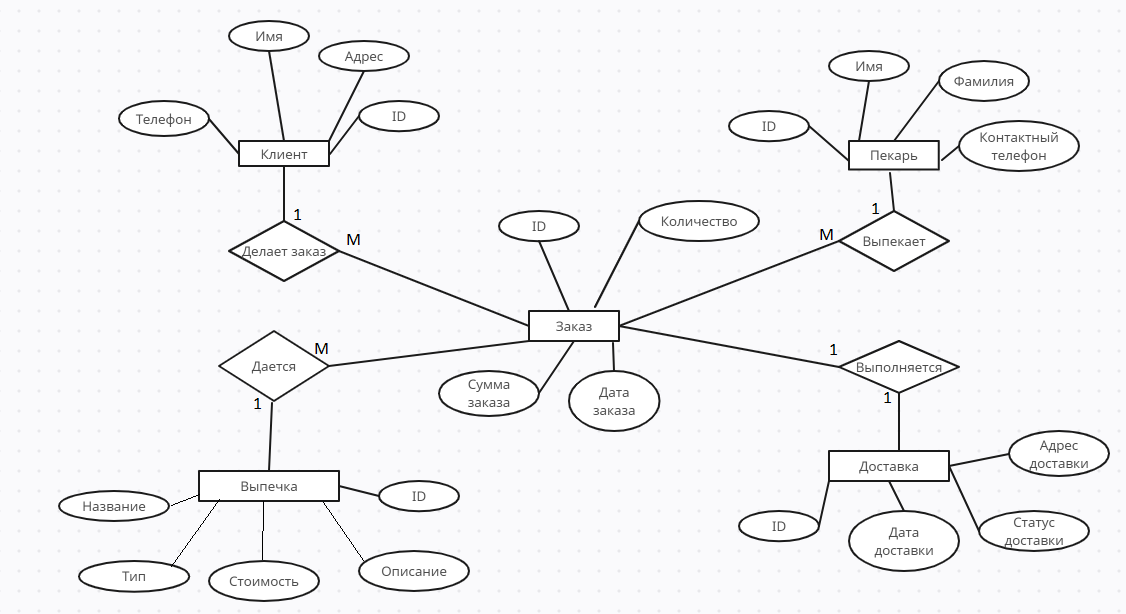 Имя
Адрес
Телефон
ID
Клиент
1
Делает заказ
M
Имя
Фамилия
ID
Контактный
телефон
Пекарь
1
M
Выпекает
ID
Количество
Заказ
Сумма
заказа
Дата
заказа
M
Дается
1
Выпечка
Название
ID
Тип
Стоимость
Описание
1
Выполняется
1
Доставка
Адрес
доставки
ID
Дата
доставки
Статус
доставки